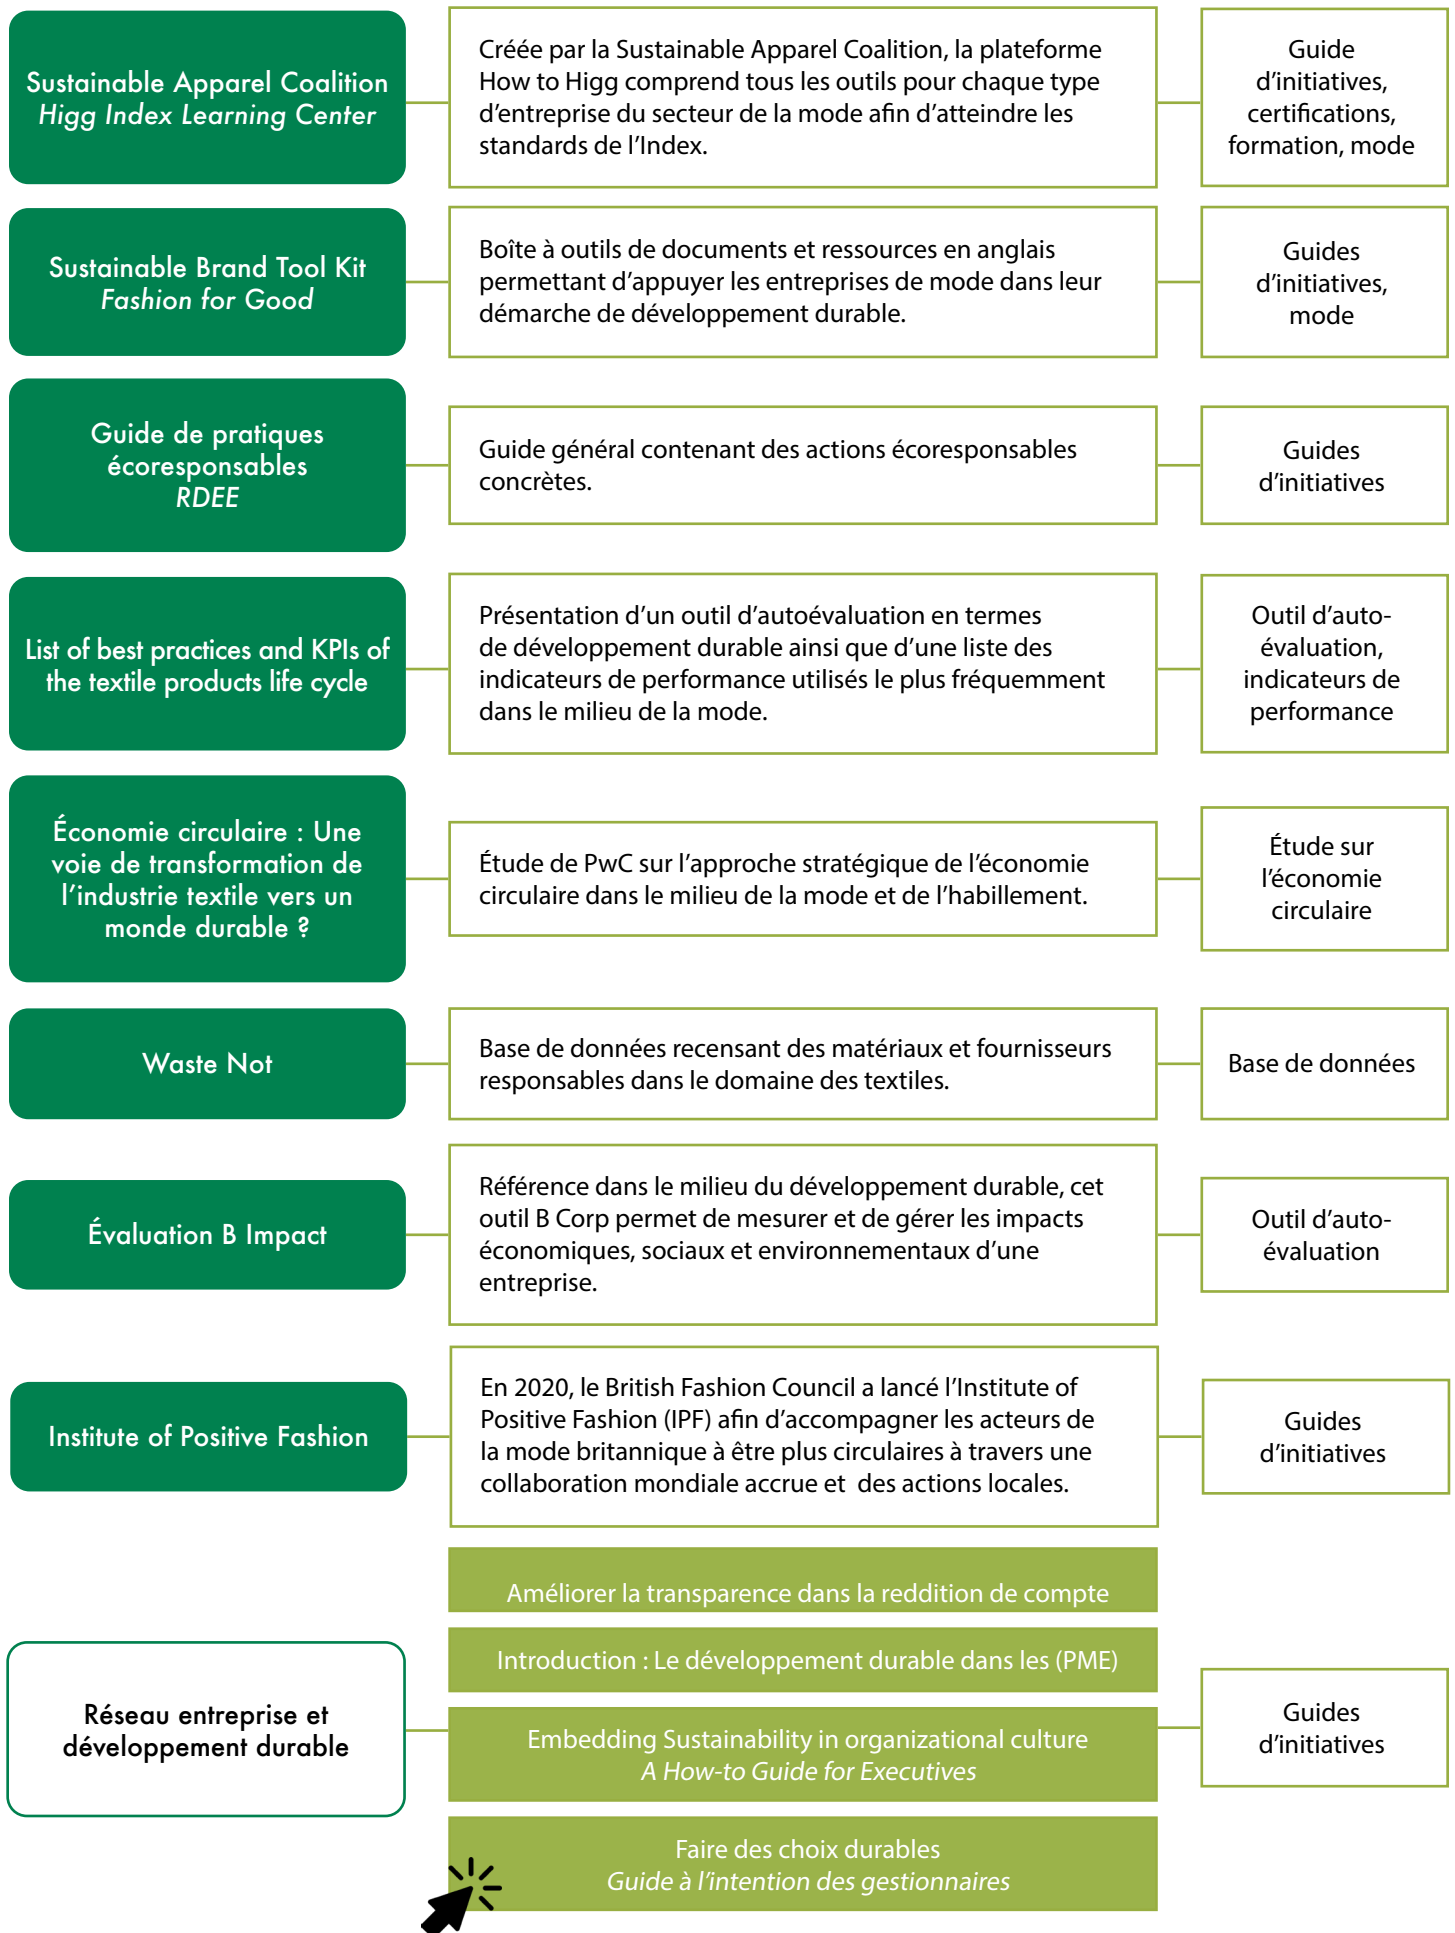 Sustainable Apparel Coalition
Higg Index Learning Center
Créée par la Sustainable Apparel Coalition, la plateforme
How to Higg comprend tous les outils pour chaque type
d’entreprise du secteur de la mode afin d’atteindre les
standards de l’Index.
Guide
d’initiatives,
certifications,
formation, mode
Sustainable Brand Tool Kit
Fashion for Good
Boîte à outils de documents et ressources en anglais
permettant d’appuyer les entreprises de mode dans leur
démarche de développement durable.
Guides
d’initiatives,
mode
Guide de pratiques
écoresponsables
RDEE
Guide général contenant des actions écoresponsables
concrètes.
Guides
d’initiatives
List of best practices and KPIs of
the textile products life cycle
Présentation d’un outil d’autoévaluation en termes
de développement durable ainsi que d’une liste des
indicateurs de performance utilisés le plus fréquemment
dans le milieu de la mode.
Outil d’auto-
évaluation,
indicateurs de
performance
Économie circulaire : Une
voie de transformation de
l’industrie textile vers un
monde durable ?
Étude de PwC sur l’approche stratégique de l’économie
circulaire dans le milieu de la mode et de l’habillement.
Étude sur
l’économie
circulaire
Waste Not
Base de données recensant des matériaux et fournisseurs
responsables dans le domaine des textiles.
Base de données
Évaluation B Impact
Référence dans le milieu du développement durable, cet
outil B Corp permet de mesurer et de gérer les impacts
économiques, sociaux et environnementaux d’une
entreprise.
Outil d’auto-
évaluation
Institute of Positive Fashion
En 2020, le British Fashion Council a lancé l’Institute of
Positive Fashion (IPF) afin d’accompagner les acteurs de
la mode britannique à être plus circulaires à travers une
collaboration mondiale accrue et  des actions locales.
Guides
d’initiatives
Réseau entreprise et
développement durable
Améliorer la transparence dans la reddition de compte
Introduction : Le développement durable dans les (PME)
Embedding Sustainability in organizational culture
A How-to Guide for Executives
Faire des choix durables
Guide à l’intention des gestionnaires
Guides
d’initiatives